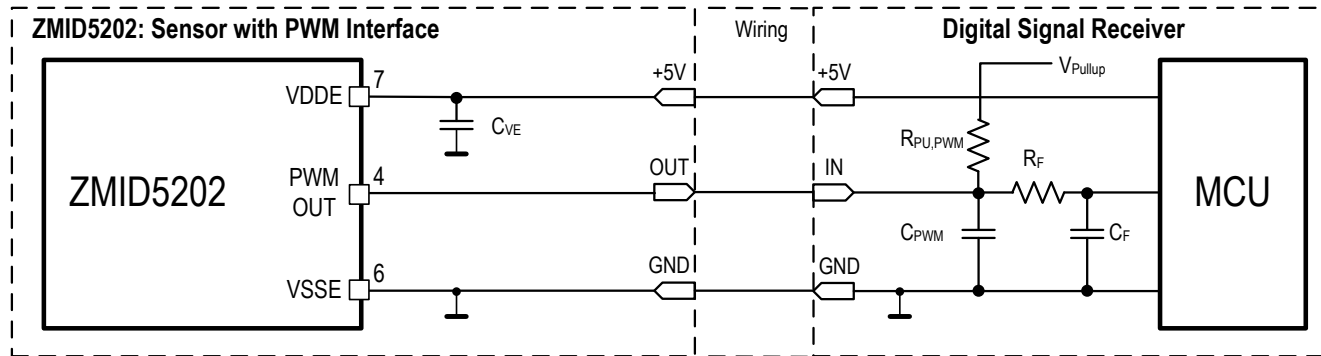 ZMID5202: Sensor with PWM Interface
Wiring
Digital Signal Receiver
7
+5V
+5V
VPullup
VDDE
CVE
RPU,PWM
ZMID5202
PWM
OUT
4
OUT
IN
RF
MCU
CPWM
CF
VSSE
6
GND
GND